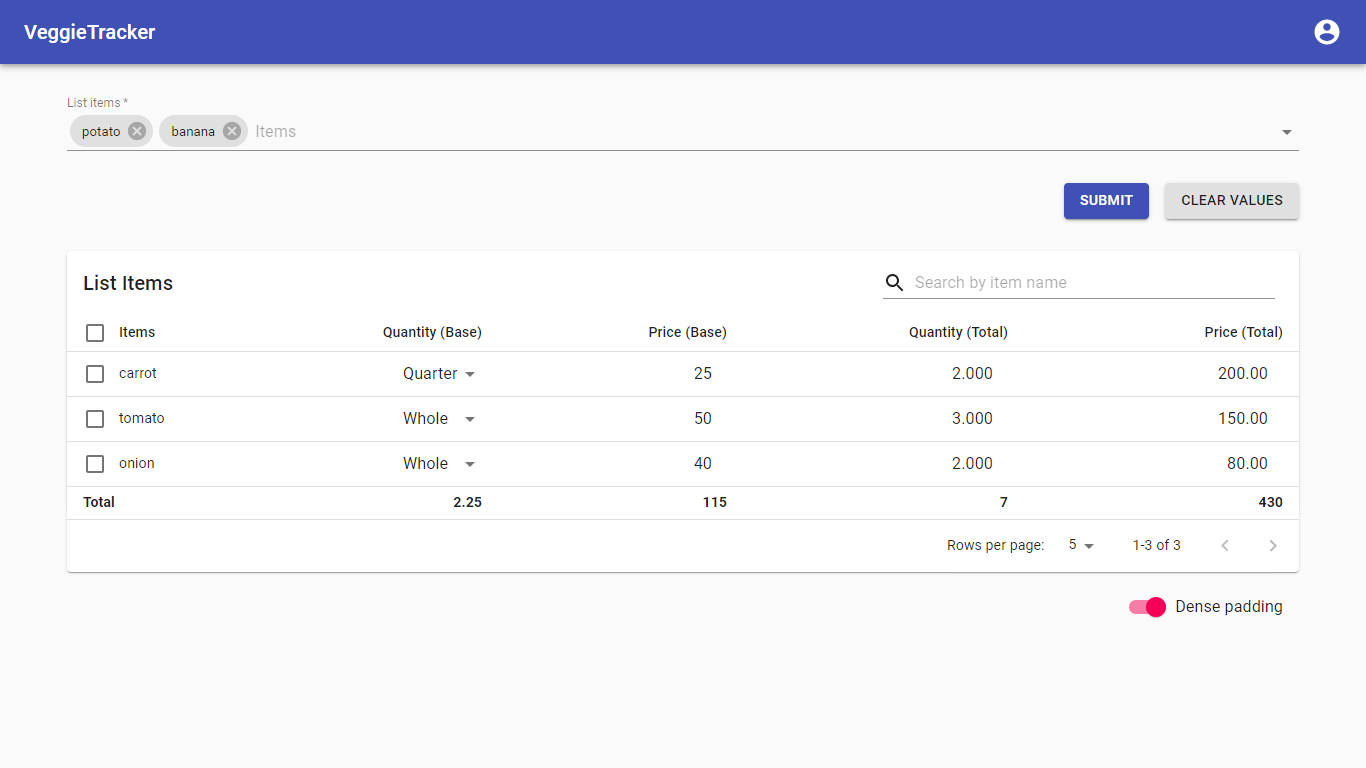 VeggieTracker
List items *
potato banana Items
SUBMIT CLEAR VALUES
List Items Search by item name
Items Quantity (Base) Price (Base) Quantity (Total) Price (Total)
carrot Quarter 25 2.000 200.00
tomato Whole 50 3.000 150.00
onion Whole 40 2.000 80.00
Total 2.25 115 7 430
Rows per page: 5 1-3 of 3
Dense padding